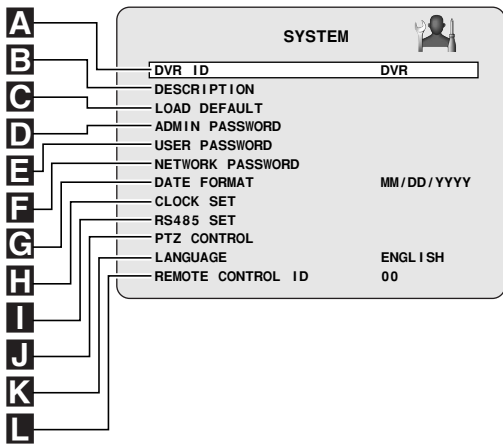 SYSTEM
A
DVR ID DVR
B
DESCRIPTION
C
LOAD DEFAULT
D
ADMIN PASSWORD
E
USER PASSWORD
F
NETWORK PASSWORD
G
DATE FORMAT MM/DD/YYYY
H
CLOCK SET
I
RS485 SET
J
PTZ CONTROL
K
LANGUAGE ENGLISH
L
REMOTE CONTROL ID 00